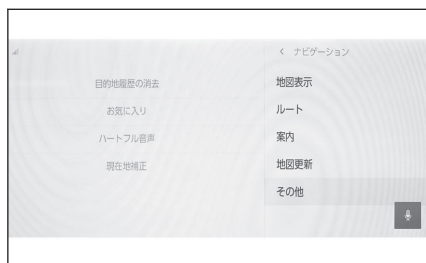 目的地履歴の消去
お気に入り
ハートフル音声
現在地補正
< ナビゲーション
地図表示
ルート
案内
地図更新
その他